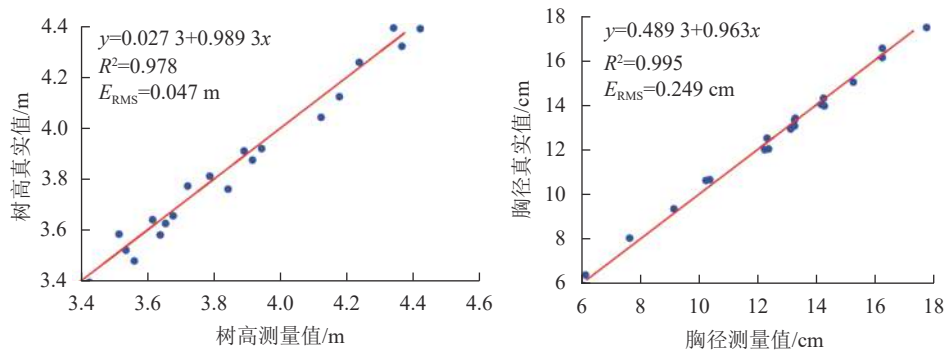 y=0.027 3+0.989 3x
R²=0.978
E_RMS=0.047 m
4.4
4.2
4.0
3.8
3.6
3.4
树高真实值/m
3.4 3.6 3.8 4.0 4.2 4.4 4.6
树高测量值/m
y=0.489 3+0.963x
R²=0.995
E_RMS=0.249 cm
18
16
14
12
10
8
6
胸径真实值/cm
6 8 10 12 14 16 18
胸径测量值/cm